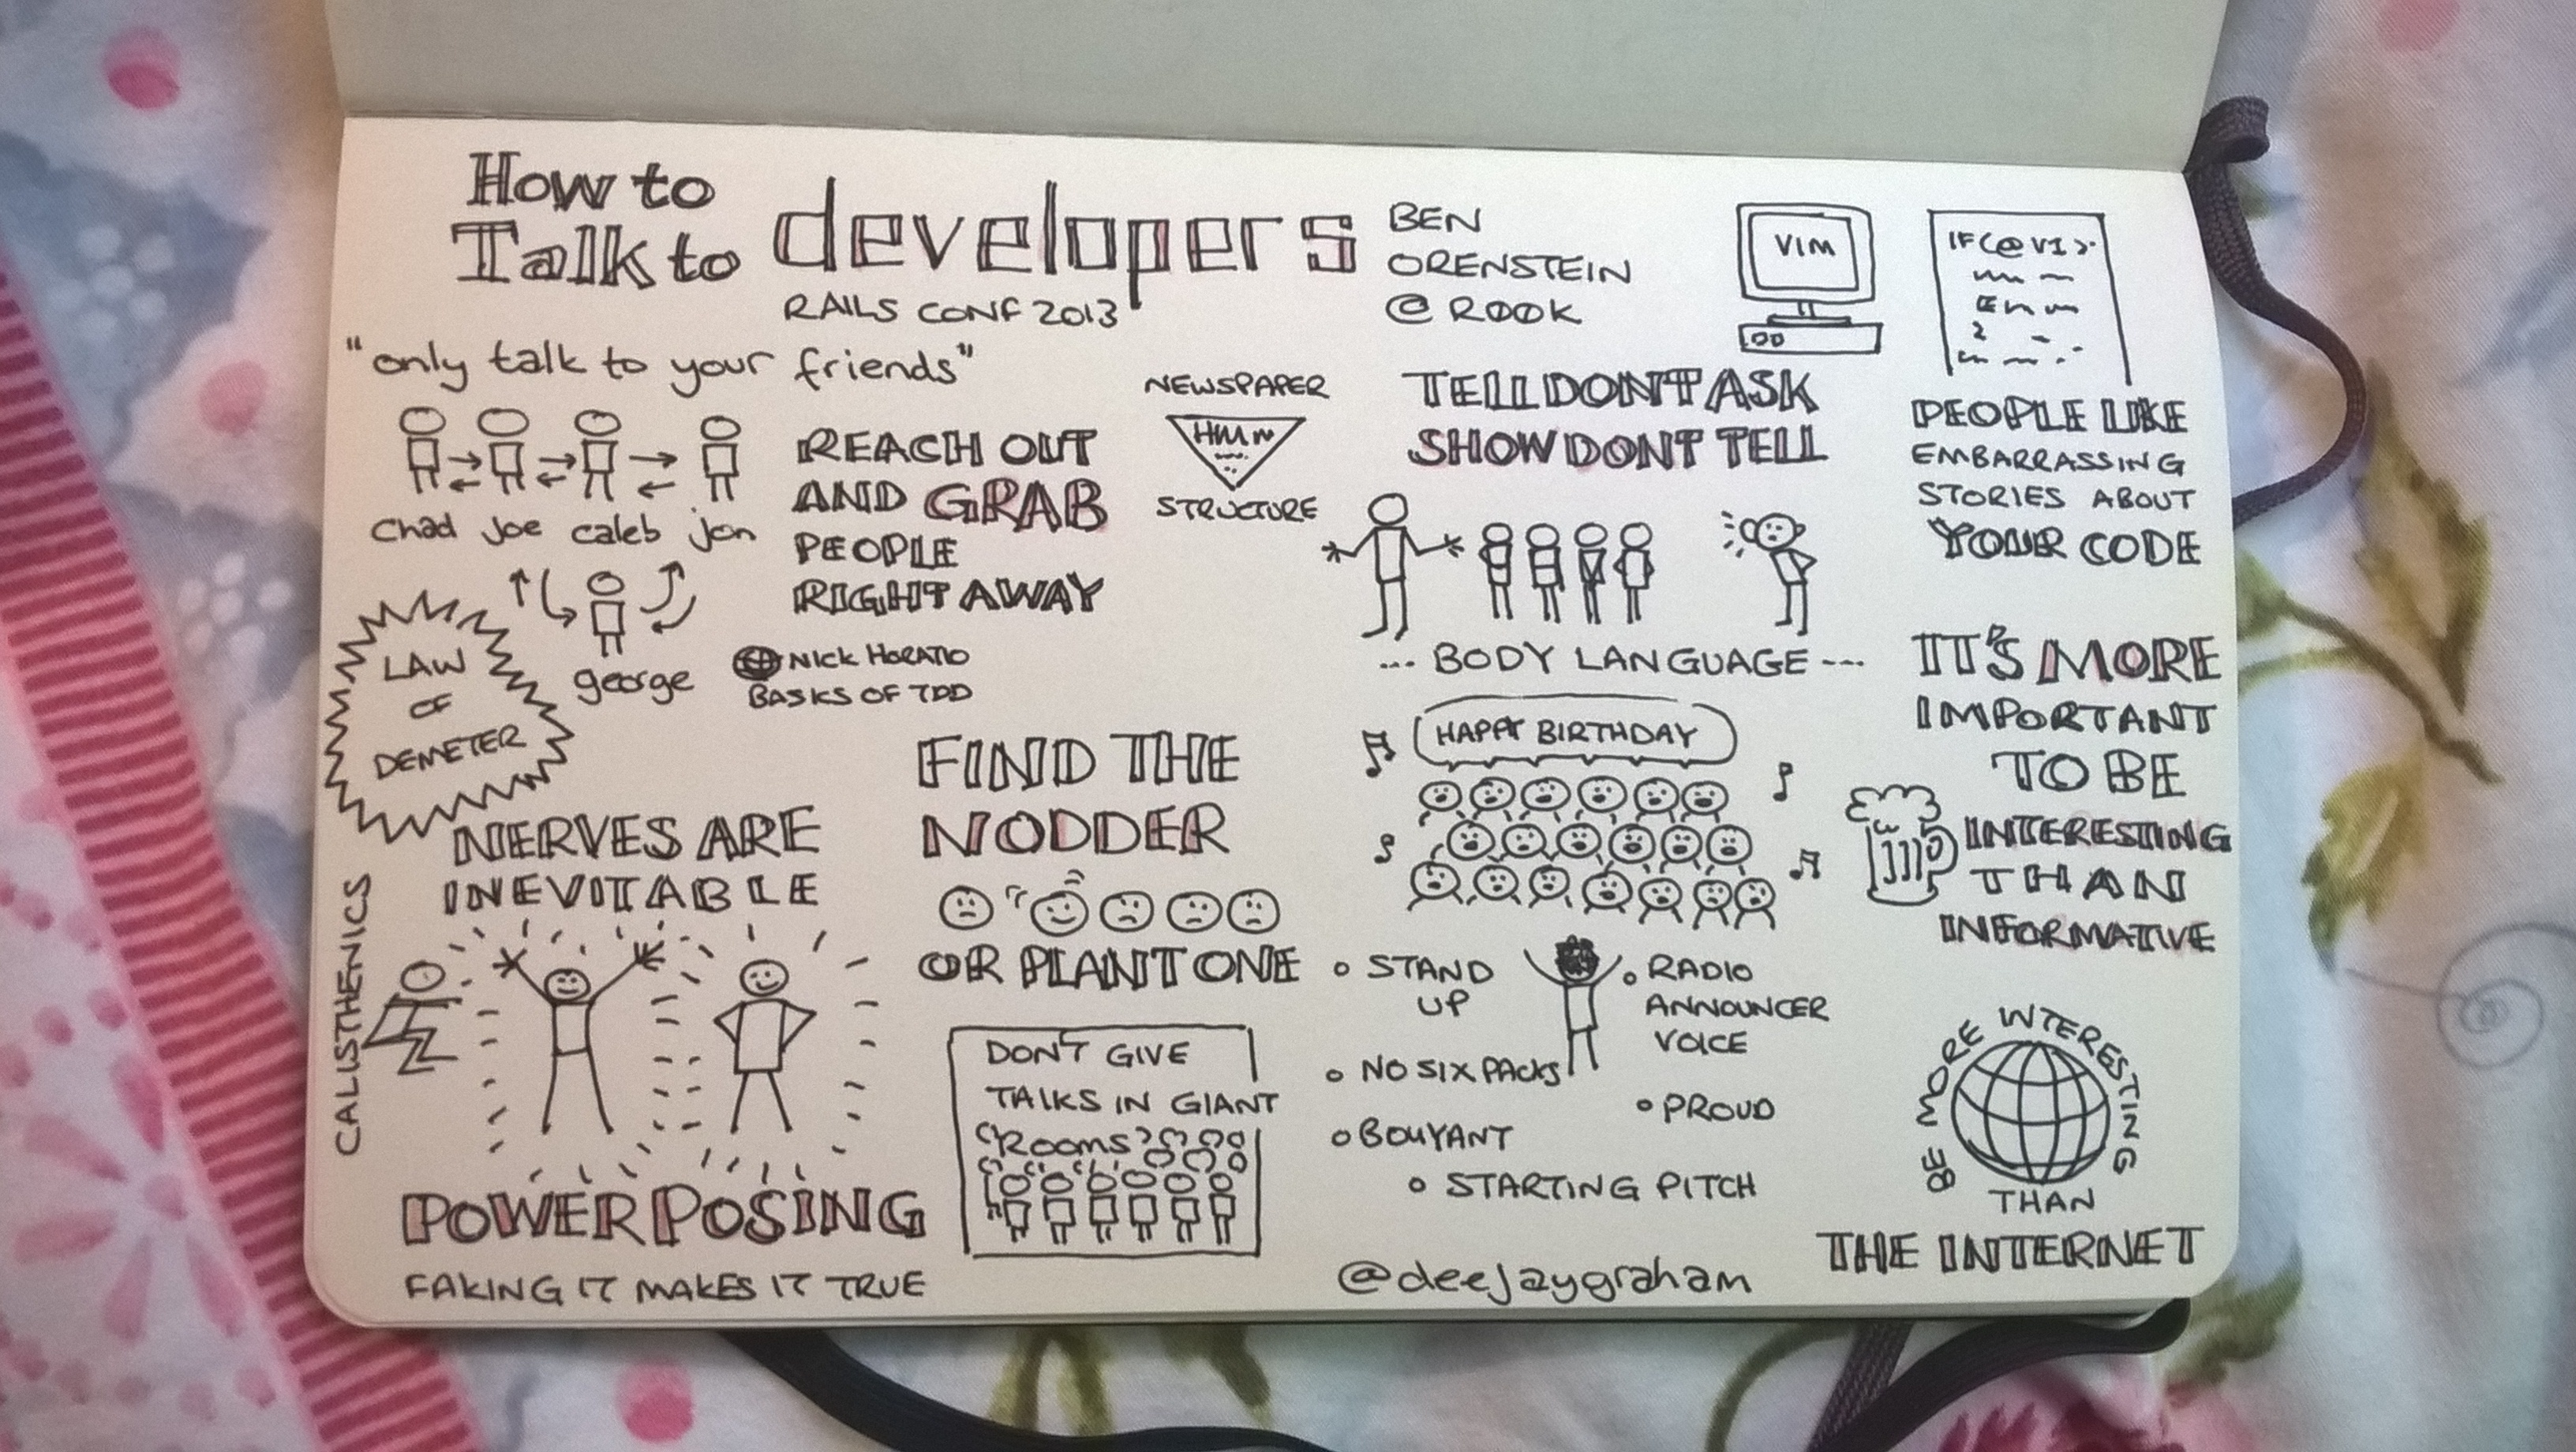 How to
Talk to developers
RAILS CONF 2013
BEN
ORENSTEIN
@ROOK
VIM
IF(@VI>
"only talk to your friends"
chad joe caleb jon
george
LAW
OF
DEMETER
REACH OUT
AND GRAB
PEOPLE
RIGHT AWAY
NICK HORATIO
BASKS OF TDD
NEWSPAPER
STRUCTURE
TELL DONT ASK
SHOW DONT TELL
... BODY LANGUAGE ---
PEOPLE LIKE
EMBARRASSING
STORIES ABOUT
YOUR CODE
NERVES ARE
INEVITABLE
CALISTHENICS
POWER POSING
FAKING IT MAKES IT TRUE
FIND THE
NODDER
OR PLANT ONE
DON'T GIVE
TALKS IN GIANT
ROOMS
HAPPY BIRTHDAY
STAND
UP
RADIO
ANNOUNCER
VOICE
NO SIX PACKS
PROUD
BOUYANT
STARTING PITCH
@deejaygraham
IT'S MORE
IMPORTANT
TO BE
INTERESTING
THAN
INFORMATIVE
BE MORE INTERESTING
THAN
THE INTERNET